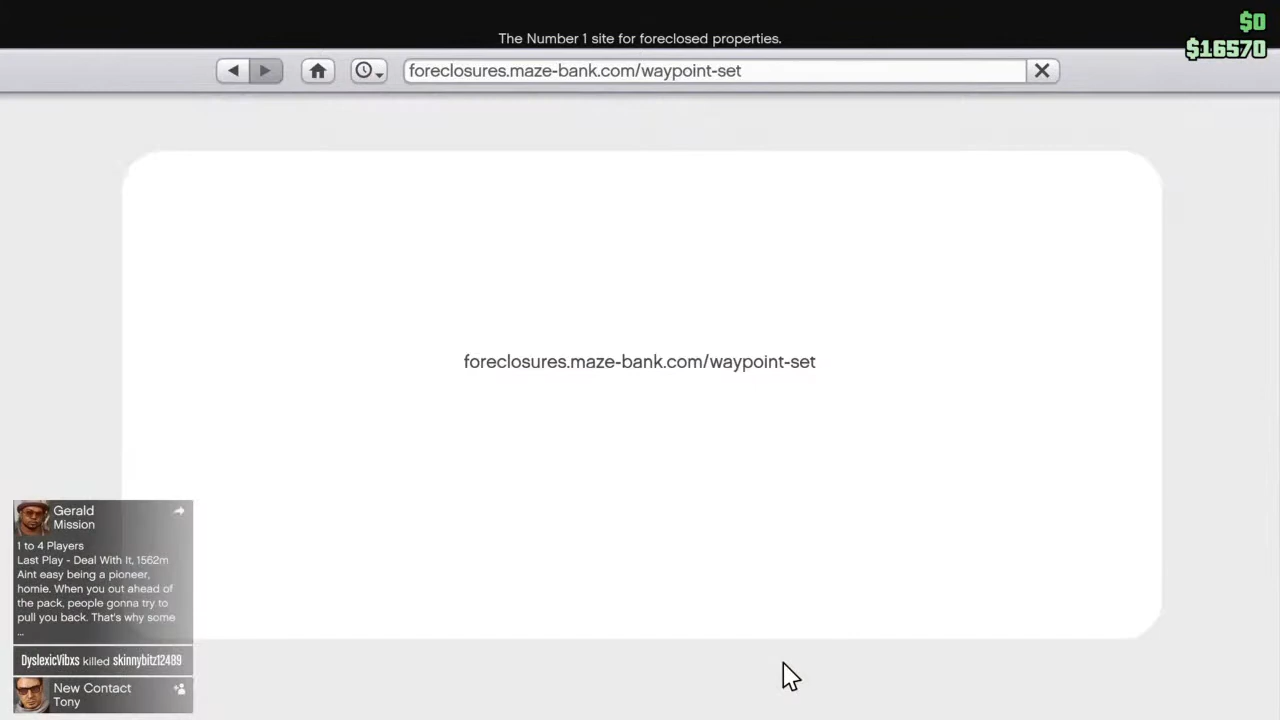 The Number 1 site for foreclosed properties.
$0
$16570
foreclosures.maze-bank.com/waypoint-set
foreclosures.maze-bank.com/waypoint-set
Gerald
Mission
1 to 4 Players
Last Play - Deal With It, 1562m
Aint easy being a pioneer,
homie. When you out ahead of
the pack, people gonna try to
pull you back. That's why some
...
DyslexicVibxs killed skinnybitz12489
New Contact
Tony